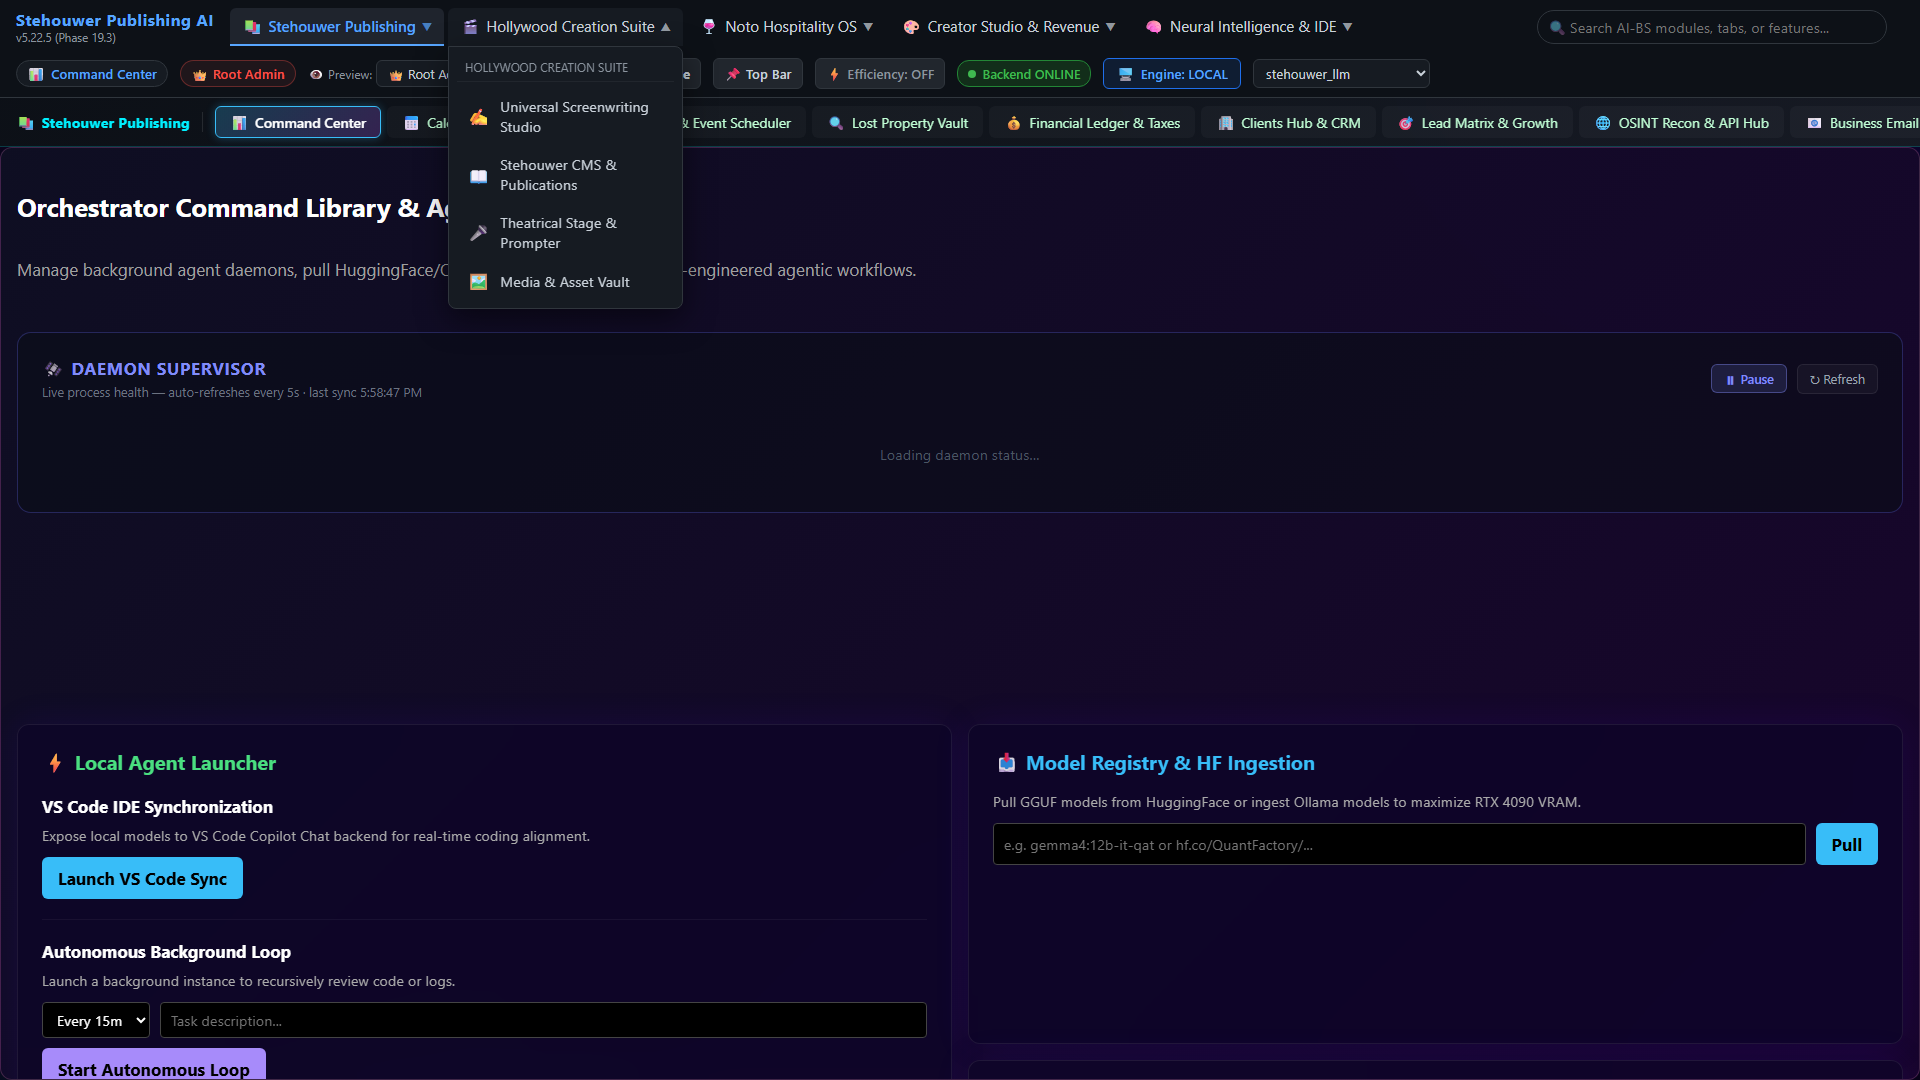 Stehouwer Publishing AI
v5.22.5 (Phase 19.3)
Stehouwer Publishing ▼
Hollywood Creation Suite ▲
Noto Hospitality OS ▼
Creator Studio & Revenue ▼
Neural Intelligence & IDE ▼
Search AI-BS modules, tabs, or features...
Command Center
Root Admin
Preview:
Root A
Top Bar
Efficiency: OFF
Backend ONLINE
Engine: LOCAL
stehouwer_llm
HOLLYWOOD CREATION SUITE
Universal Screenwriting
Studio
Stehouwer CMS &
Publications
Theatrical Stage &
Prompter
Media & Asset Vault
Stehouwer Publishing
Command Center
& Event Scheduler
Lost Property Vault
Financial Ledger & Taxes
Clients Hub & CRM
Lead Matrix & Growth
OSINT Recon & API Hub
Business Email
Orchestrator Command Library &
Manage background agent daemons, pull HuggingFace/
-engineered agentic workflows.
DAEMON SUPERVISOR
Live process health — auto-refreshes every 5s · last sync 5:58:47 PM
Pause
↻ Refresh
Loading daemon status...
Local Agent Launcher
VS Code IDE Synchronization
Expose local models to VS Code Copilot Chat backend for real-time coding alignment.
Launch VS Code Sync
Autonomous Background Loop
Launch a background instance to recursively review code or logs.
Every 15m
Task description...
Start Autonomous Loop
Model Registry & HF Ingestion
Pull GGUF models from HuggingFace or ingest Ollama models to maximize RTX 4090 VRAM.
e.g. gemma4:12b-it-qat or hf.co/QuantFactory/...
Pull